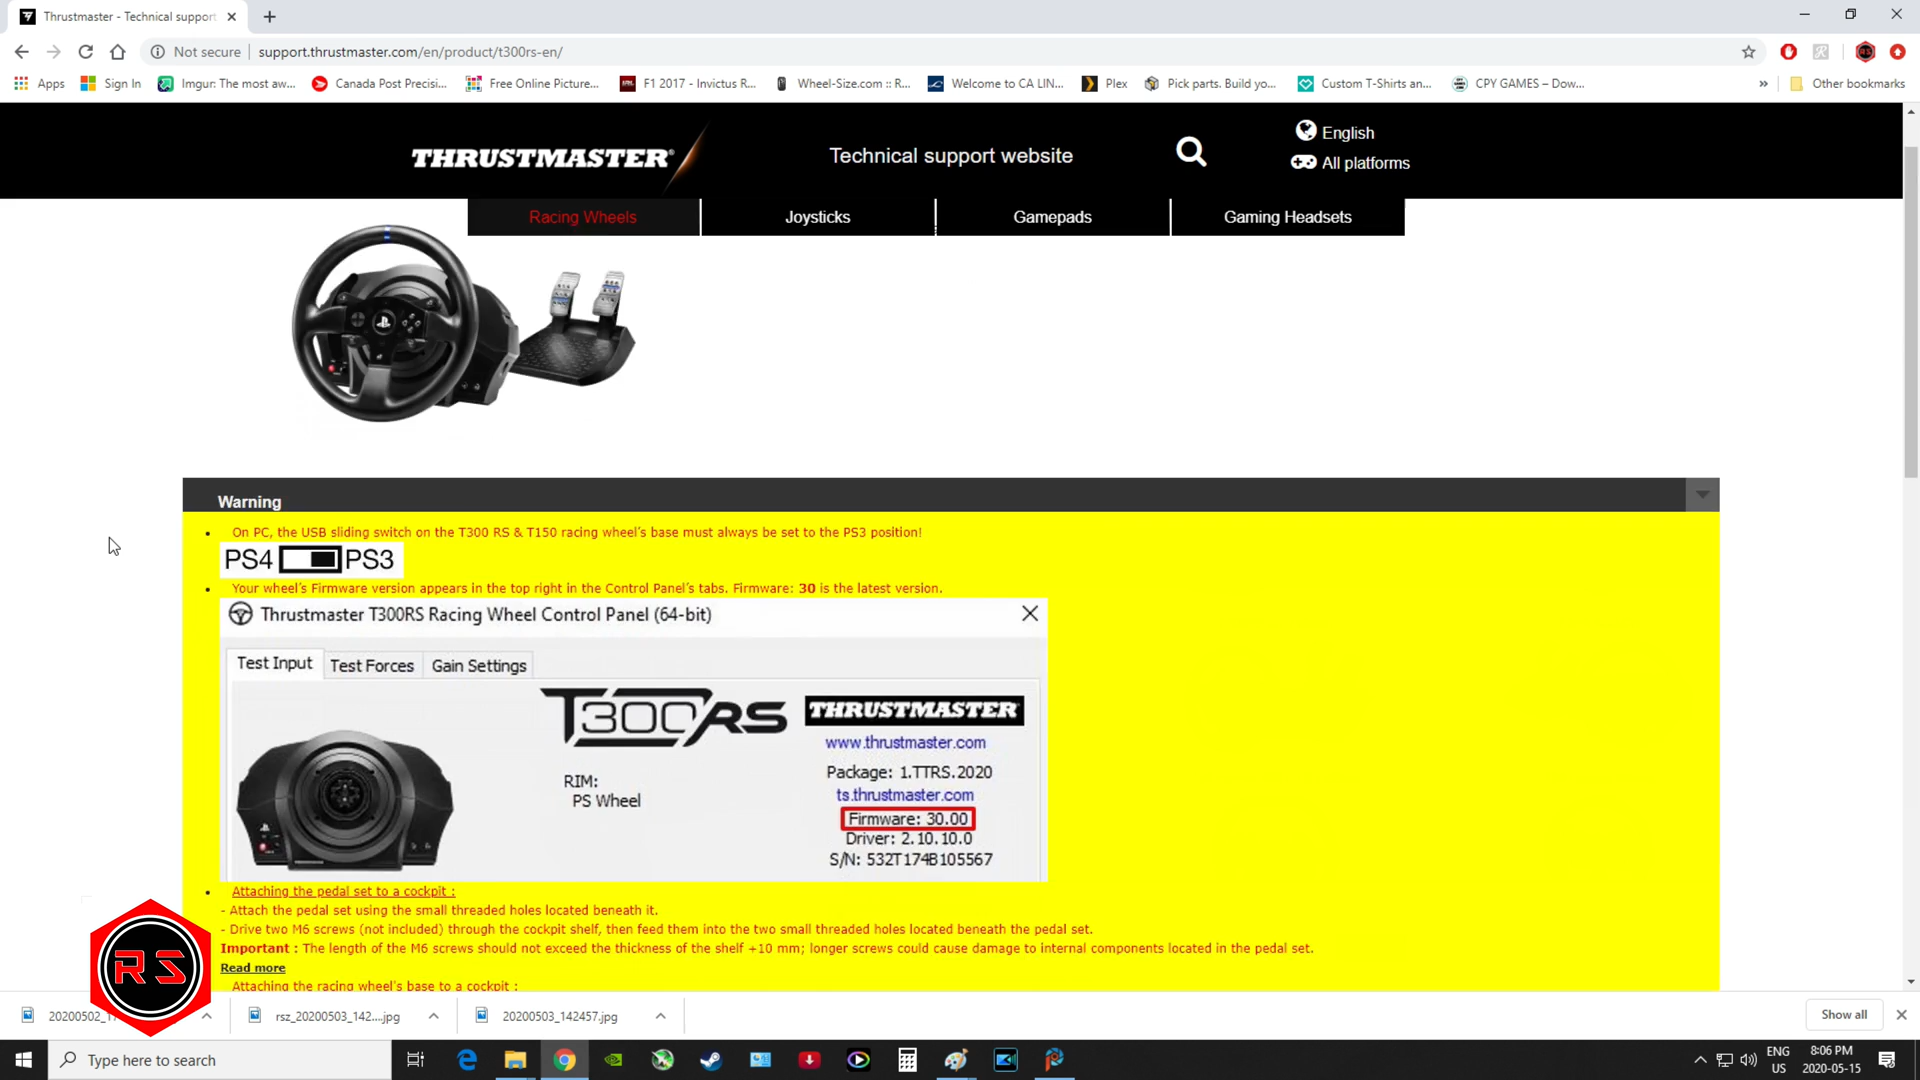 Thrustmaster - Technical support
Not secure | support.thrustmaster.com/en/product/t300rs-en/
Apps Sign In Imgur: The most aw... Canada Post Precisi... Free Online Picture... F1 2017 - Invictus R... Wheel-Size.com :: R... Welcome to CA LIN... Plex Pick parts. Build yo... Custom T-Shirts an... CPY GAMES – Dow... » Other bookmarks
THRUSTMASTER®
Technical support website
English
All platforms
Racing Wheels Joysticks Gamepads Gaming Headsets
Warning
• On PC, the USB sliding switch on the T300 RS & T150 racing wheel's base must always be set to the PS3 position!
PS4 PS3
• Your wheel's Firmware version appears in the top right in the Control Panel's tabs. Firmware: 30 is the latest version.
Thrustmaster T300RS Racing Wheel Control Panel (64-bit)
Test Input Test Forces Gain Settings
T300RS
THRUSTMASTER
www.thrustmaster.com
RIM:
PS Wheel
Package: 1.TTRS.2020
ts.thrustmaster.com
Firmware: 30.00
Driver: 2.10.10.0
S/N: 532T174B105567
• Attaching the pedal set to a cockpit :
- Attach the pedal set using the small threaded holes located beneath it.
- Drive two M6 screws (not included) through the cockpit shelf, then feed them into the two small threaded holes located beneath the pedal set.
Important : The length of the M6 screws should not exceed the thickness of the shelf +10 mm; longer screws could cause damage to internal components located in the pedal set.
Read more
Attaching the racing wheel's base to a cockpit :
RS
rsz_20200503_142....jpg
20200503_142457.jpg
Show all
Type here to search
ENG
US
8:06 PM
2020-05-15